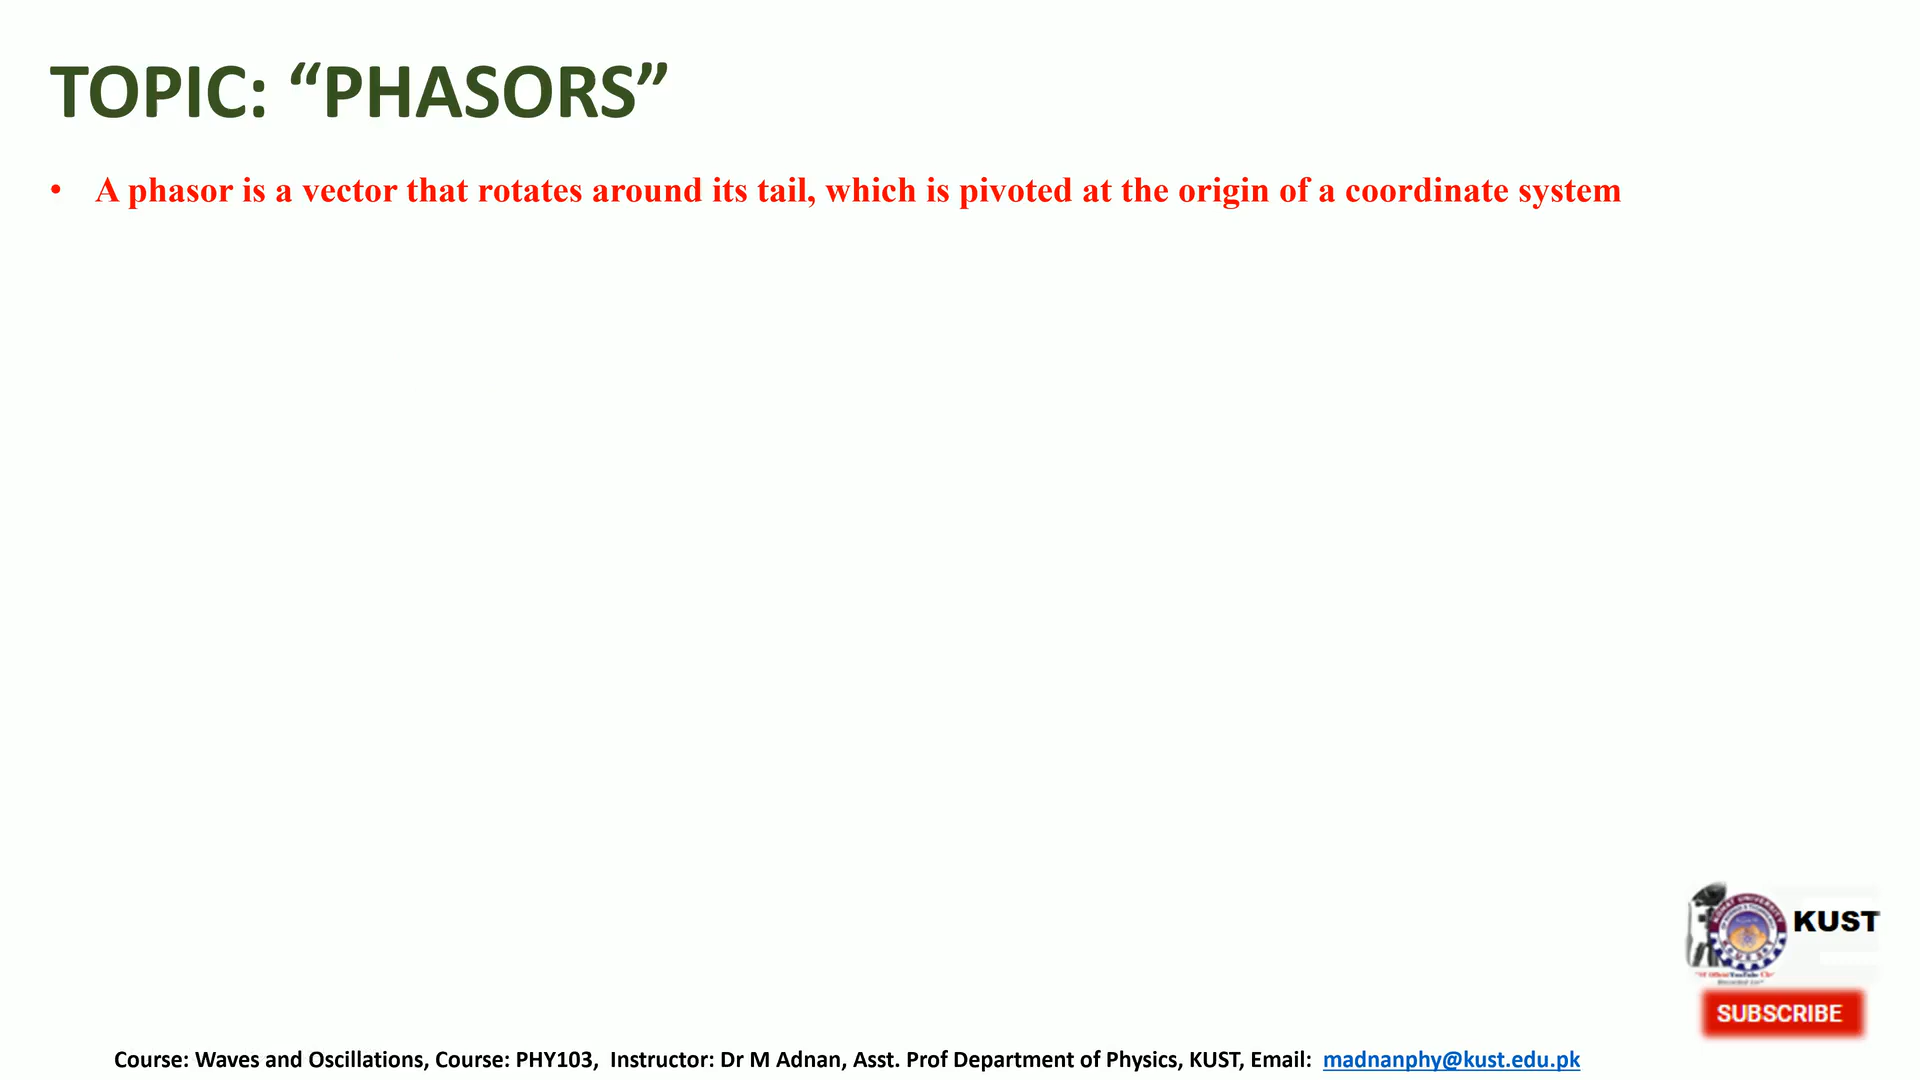 TOPIC: “PHASORS”
• A phasor is a vector that rotates around its tail, which is pivoted at the origin of a coordinate system
KUST
SUBSCRIBE
Course: Waves and Oscillations, Course: PHY103, Instructor: Dr M Adnan, Asst. Prof Department of Physics, KUST, Email: madnanphy@kust.edu.pk